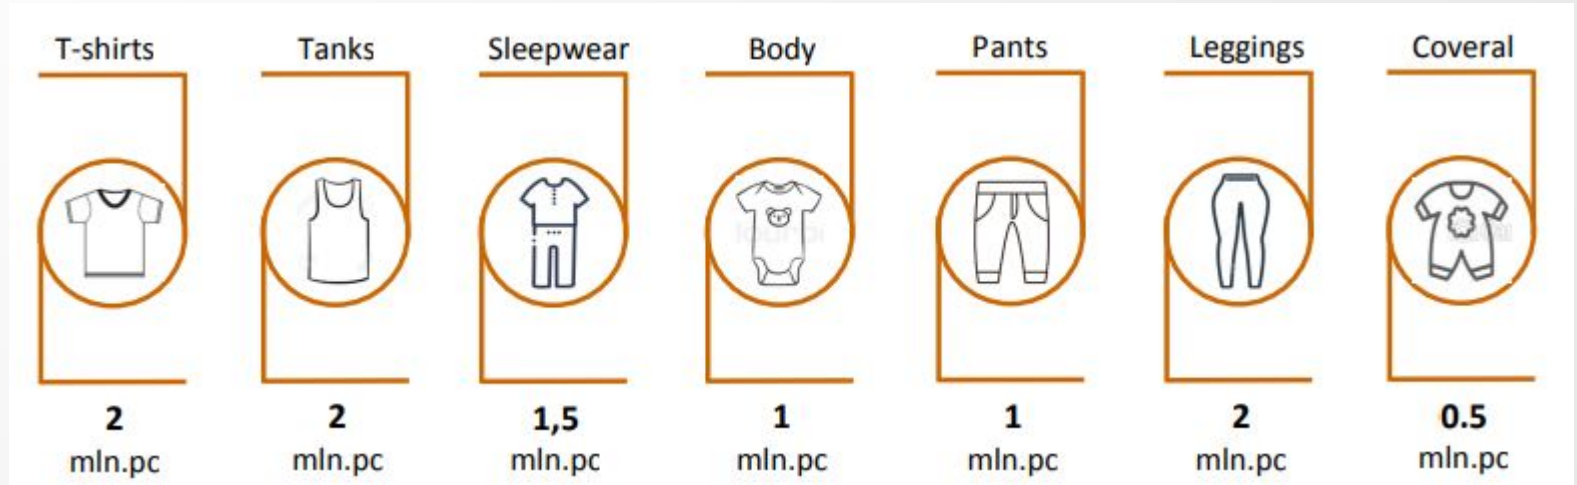 T-shirts
Tanks
Sleepwear
Body
Pants
Leggings
Coveral
2
mln.pc
2
mln.pc
1,5
mln.pc
1
mln.pc
1
mln.pc
2
mln.pc
0.5
mln.pc